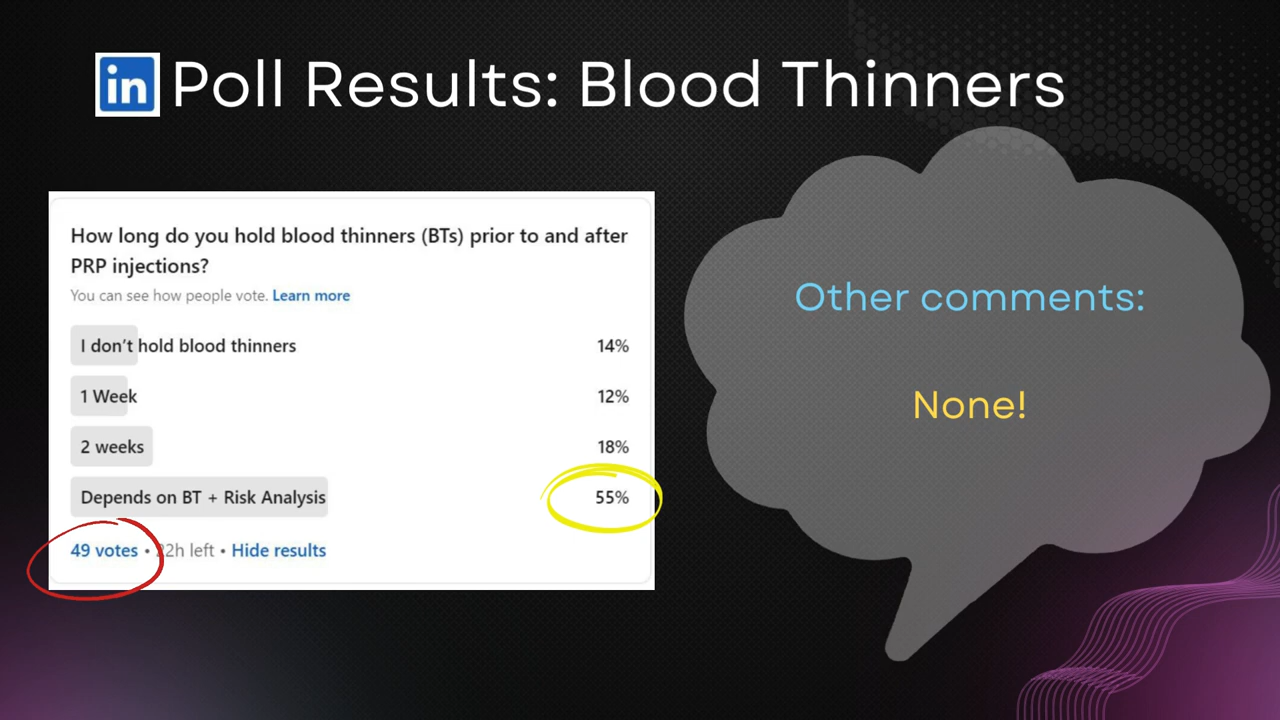 in Poll Results: Blood Thinners
How long do you hold blood thinners (BTs) prior to and after
PRP injections?
You can see how people vote. Learn more
I don’t hold blood thinners 14%
1 Week 12%
2 weeks 18%
Depends on BT + Risk Analysis 55%
49 votes • 22h left • Hide results
Other comments:
None!